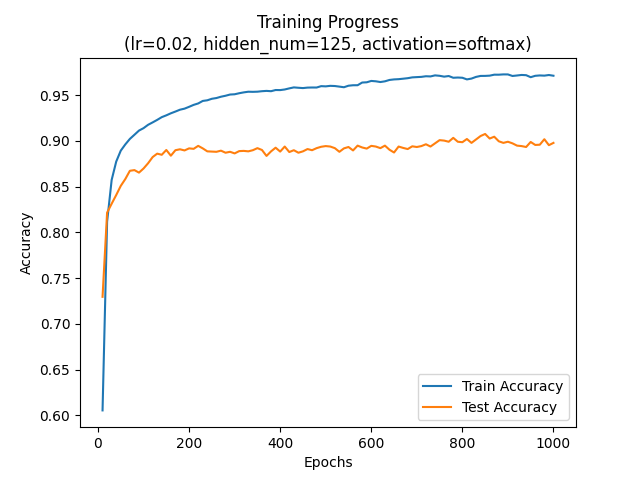 Training Progress
(lr=0.02, hidden_num=125, activation=softmax)
Accuracy
0.95
0.90
0.85
0.80
0.75
0.70
0.65
0.60
Train Accuracy
Test Accuracy
0 200 400 600 800 1000
Epochs